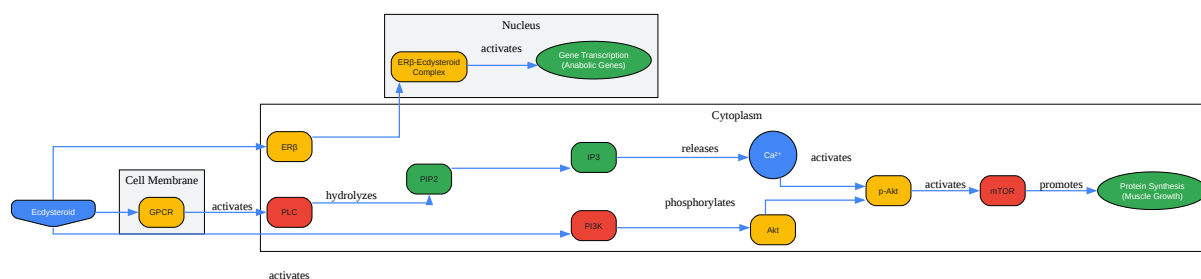 Nucleus
activates
ERβ-Ecdysteroid
Complex
Gene Transcription
(Anabolic Genes)
Cytoplasm
ERβ
IP3
releases
Ca²⁺
activates
PIP2
Cell Membrane
hydrolyzes
p-Akt
activates
mTOR
promotes
Protein Synthesis
(Muscle Growth)
Ecdysteroid
GPCR
activates
PLC
phosphorylates
PI3K
Akt
activates